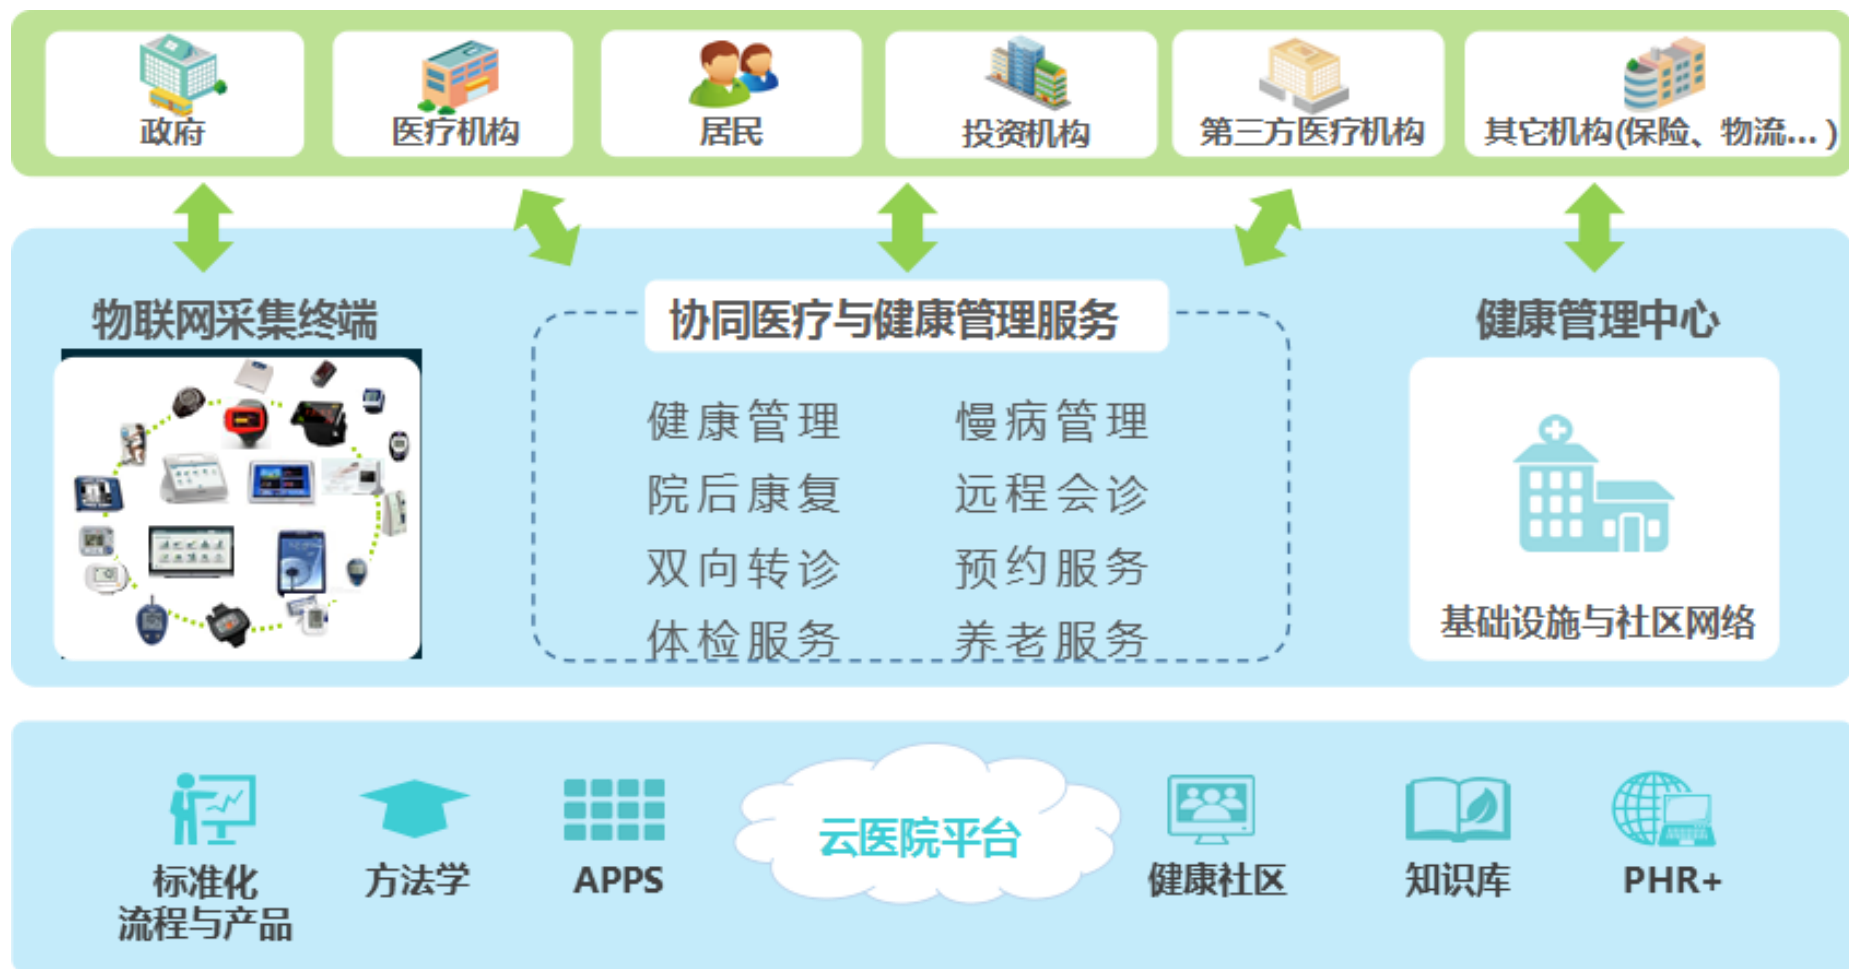 政府
医疗机构
居民
投资机构
第三方医疗机构
其它机构(保险、物流... )
物联网采集终端
协同医疗与健康管理服务
健康管理中心
健康管理
慢病管理
院后康复
远程会诊
双向转诊
预约服务
体检服务
养老服务
基础设施与社区网络
云医院平台
标准化
流程与产品
方法学
APPS
健康社区
知识库
PHR+